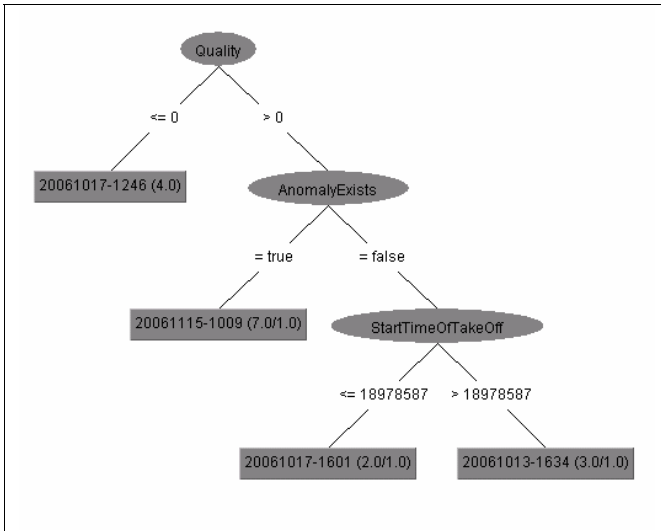 Quality
<= 0
> 0
20061017-1246 (4.0)
AnomalyExists
= true
= false
20061115-1009 (7.0/1.0)
StartTimeOfTakeOff
<= 18978587
> 18978587
20061017-1601 (2.0/1.0)
20061013-1634 (3.0/1.0)